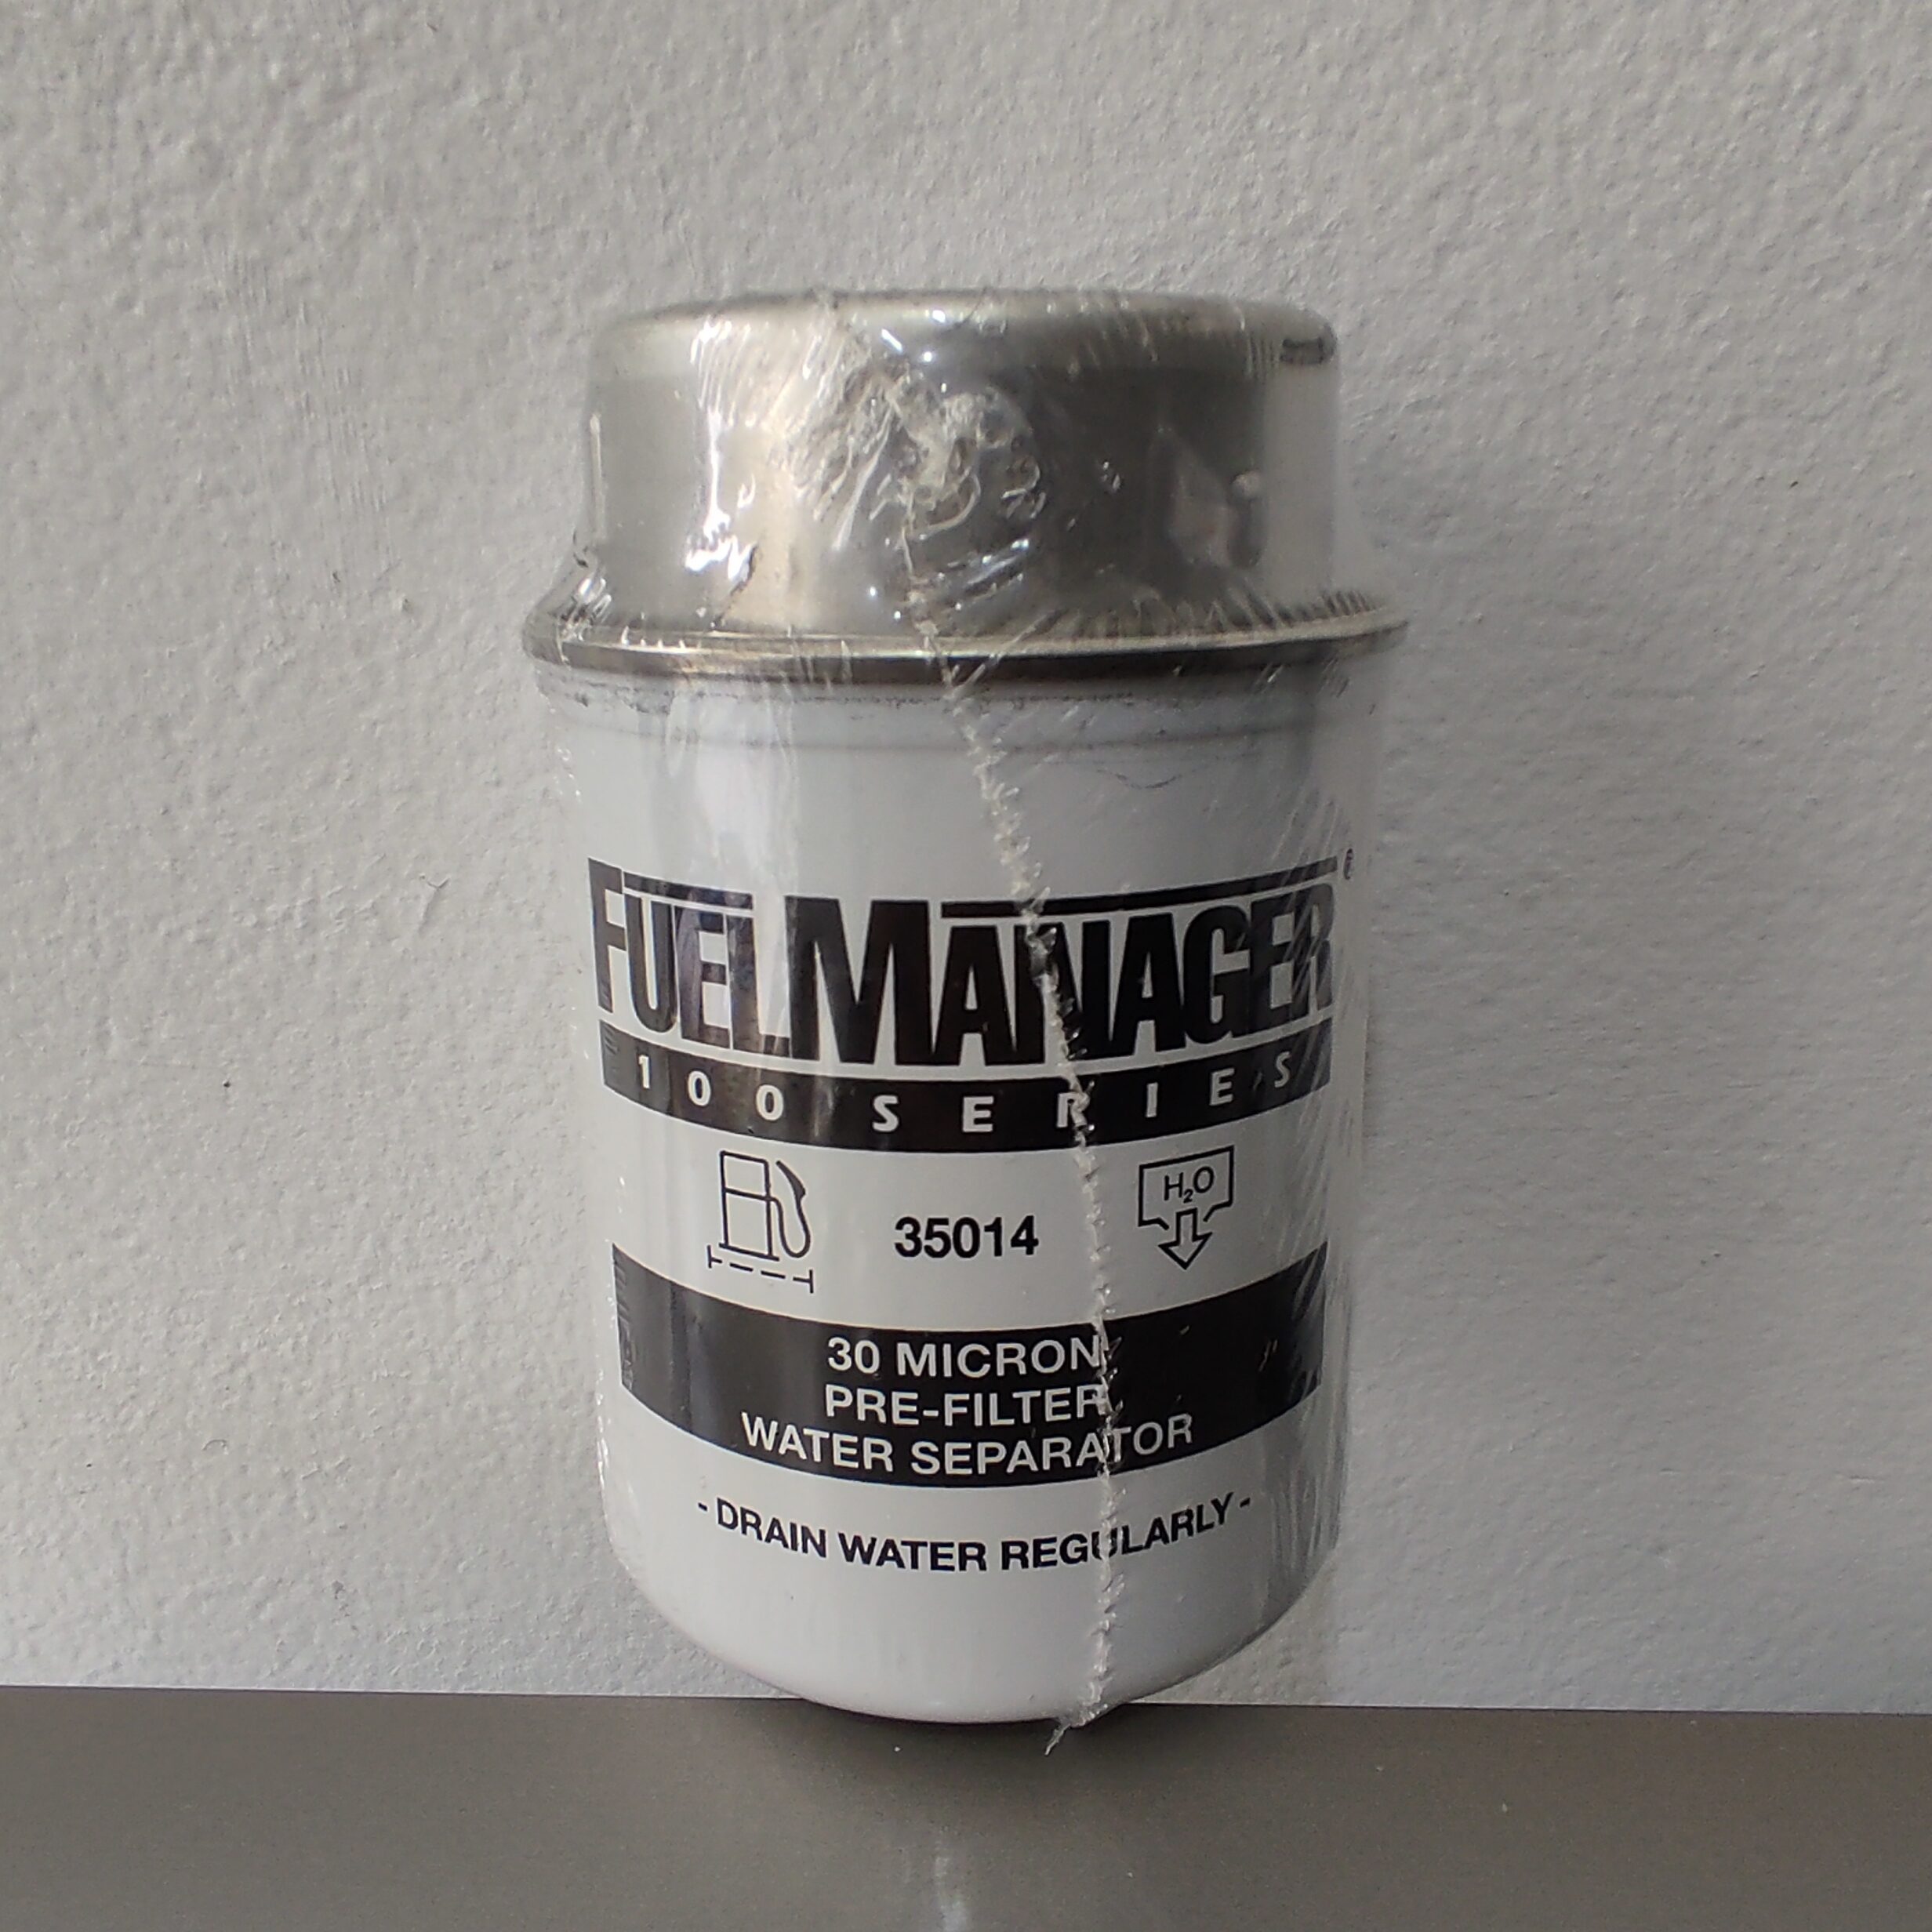 FUELMANAGER®
100 SERIES
H₂O
35014
30 MICRON
PRE-FILTER
WATER SEPARATOR
- DRAIN WATER REGULARLY -